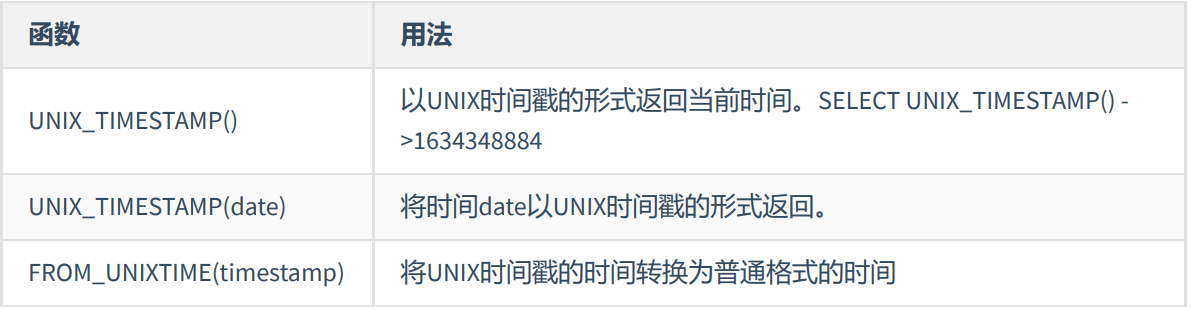 函数 用法
UNIX_TIMESTAMP() 以UNIX时间戳的形式返回当前时间。SELECT UNIX_TIMESTAMP() -
>1634348884
UNIX_TIMESTAMP(date) 将时间date以UNIX时间戳的形式返回。
FROM_UNIXTIME(timestamp) 将UNIX时间戳的时间转换为普通格式的时间